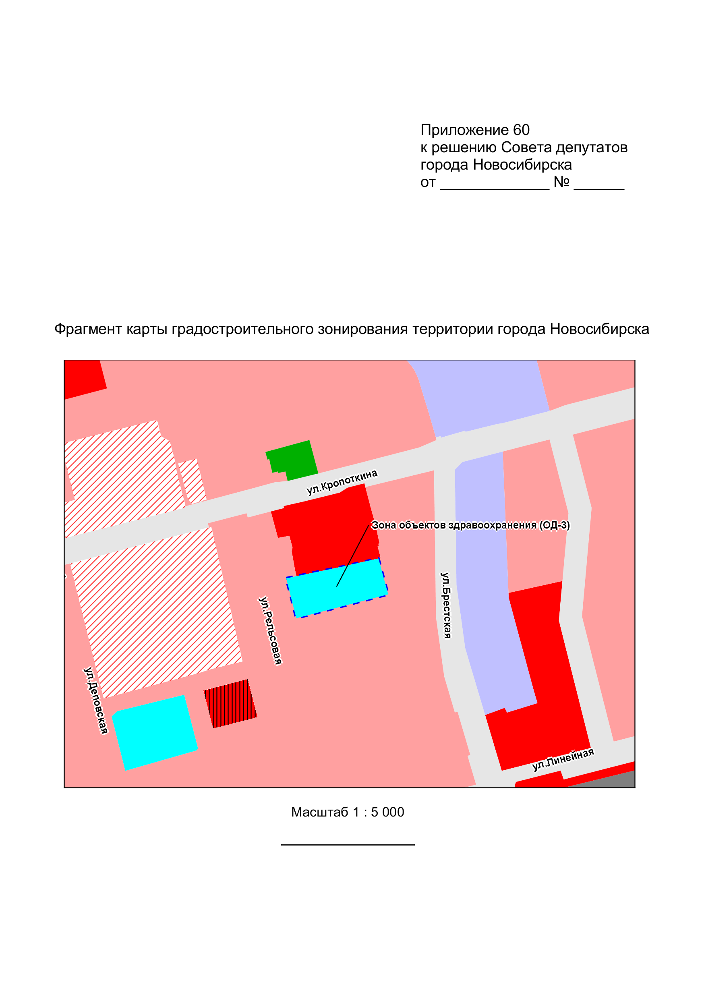 Приложение 60
к решению Совета депутатов
города Новосибирска
от _____________ № ______
Фрагмент карты градостроительного зонирования территории города Новосибирска
ул.Кропоткина
Зона объектов здравоохранения (ОД-3)
ул.Брестская
ул.Рельсовая
ул.Деповская
ул.Линейная
Масштаб 1 : 5 000